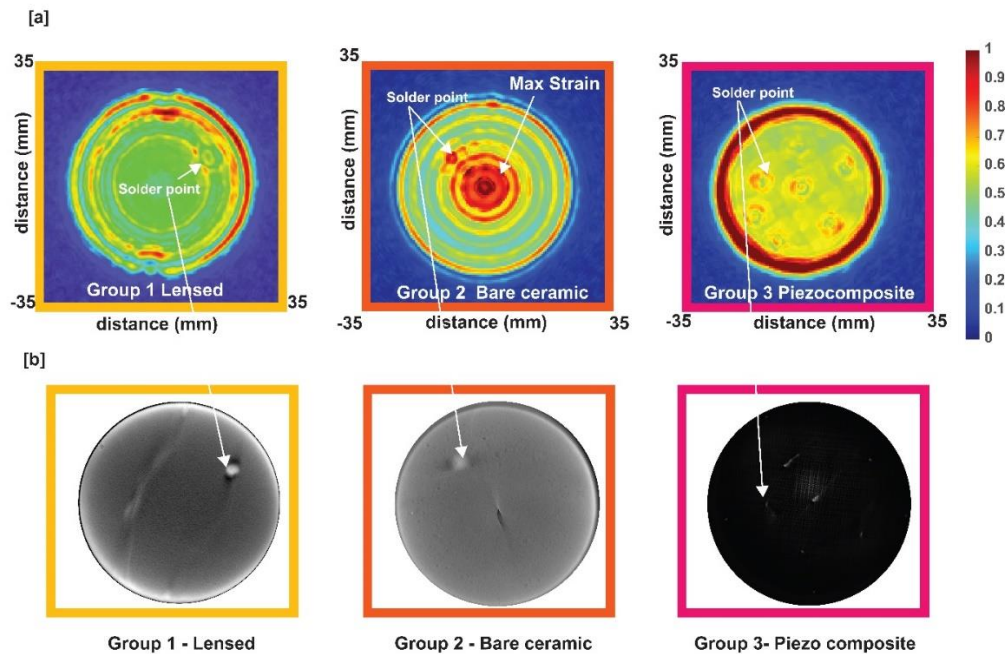 [a]
35
35
35
Solder point
Max Strain
Solder point
distance (mm)
distance (mm)
distance (mm)
Solder point
Group 1 Lensed
Group 2 Bare ceramic
Group 3 Piezocomposite
-35
35
-35
35
-35
35
distance (mm)
distance (mm)
distance (mm)
1
0.9
0.8
0.7
0.6
0.5
0.4
0.3
0.2
0.1
0
[b]
Group 1 - Lensed
Group 2 - Bare ceramic
Group 3- Piezo composite